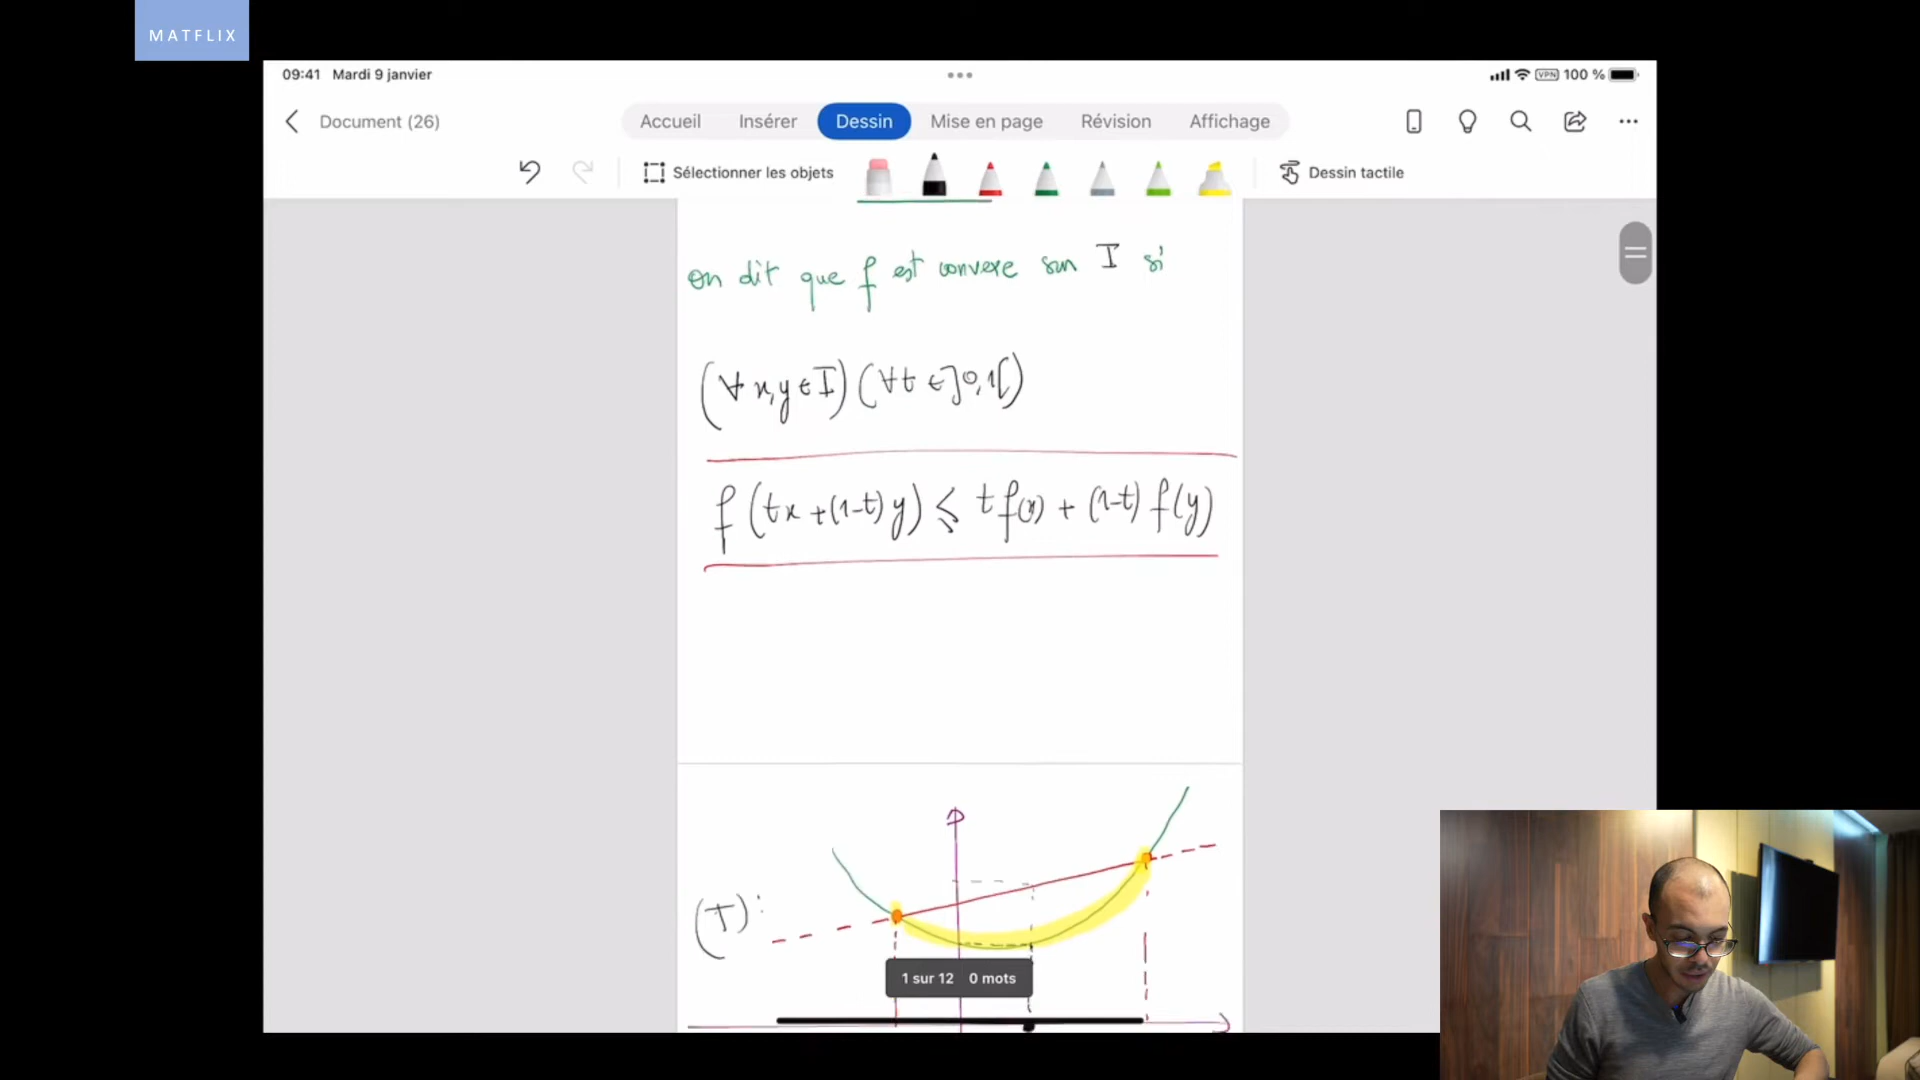 MATFLIX
09:41 Mardi 9 janvier
VPN 100 %
Document (26)
Accueil Insérer Dessin Mise en page Révision Affichage
Sélectionner les objets
Dessin tactile
on dit que f est convexe sur I si
(∀ x,y ∈ I) (∀t ∈ ]0,1[)
f (tx +(1-t) y) ⩽ t f(x) + (1-t) f(y)
(T) :
1 sur 12 0 mots